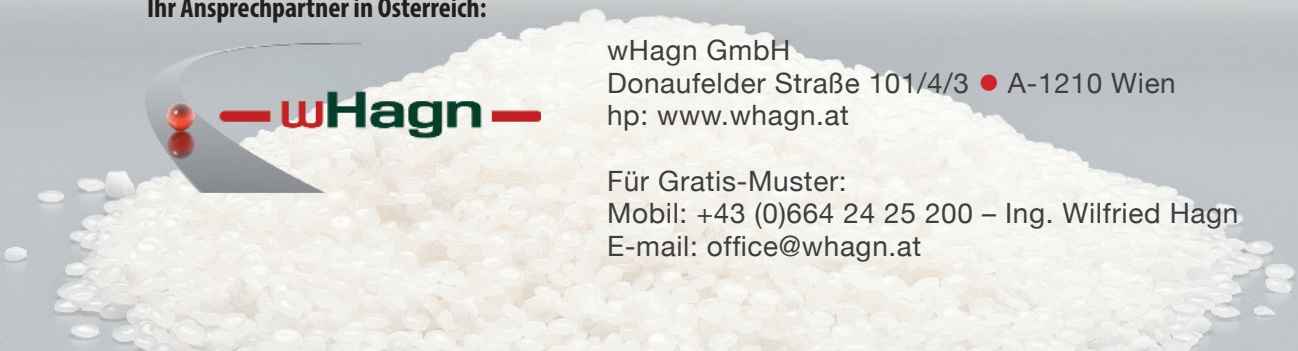 Ihr Ansprechpartner in Österreich:
wHagn
wHagn GmbH
Donaufelder Straße 101/4/3 ● A-1210 Wien
hp: www.whagn.at
Für Gratis-Muster:
Mobil: +43 (0)664 24 25 200 – Ing. Wilfried Hagn
E-mail: office@whagn.at